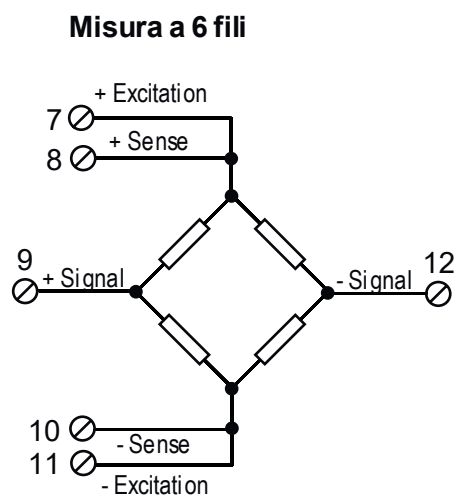 Misura a 6 fili
+ Excitation
7
+ Sense
8
9
+ Signal
12
- Signal
10
- Sense
11
- Excitation